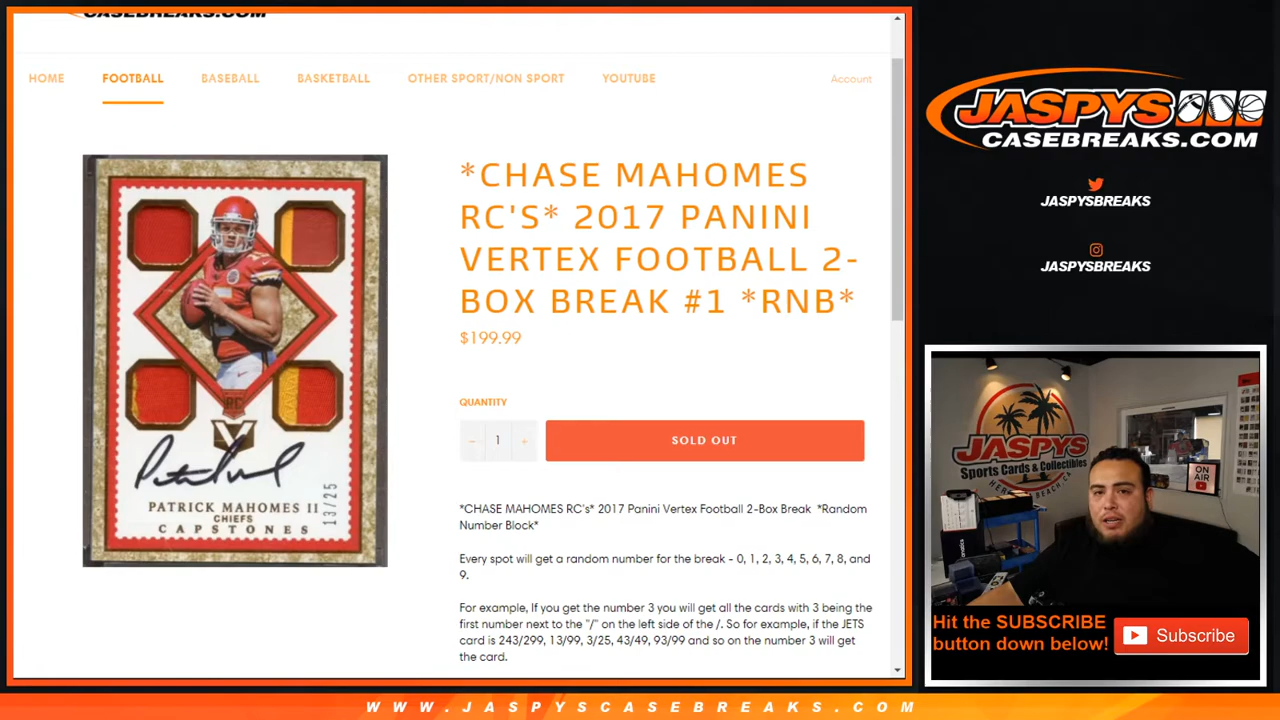 CASEBREAKS.COM
HOME
FOOTBALL
BASEBALL
BASKETBALL
OTHER SPORT/NON SPORT
YOUTUBE
Account
*CHASE MAHOMES
RC'S* 2017 PANINI
VERTEX FOOTBALL 2-
BOX BREAK #1 *RNB*
$199.99
QUANTITY
− 1 +
SOLD OUT
*CHASE MAHOMES RC's* 2017 Panini Vertex Football 2-Box Break *Random
Number Block*
Every spot will get a random number for the break - 0, 1, 2, 3, 4, 5, 6, 7, 8, and
9.
For example, If you get the number 3 you will get all the cards with 3 being the
first number next to the "/" on the left side of the /. So for example, if the JETS
card is 243/299, 13/99, 3/25, 43/49, 93/99 and so on the number 3 will get
the card.
RC
V
PATRICK MAHOMES II
CHIEFS
CAPSTONES
13/25
JASPYS
CASEBREAKS.COM
JASPYSBREAKS
JASPYSBREAKS
JASPYS
Sports Cards & Collectibles
ON
AIR
Hit the SUBSCRIBE
button down below!
Subscribe
WWW.JASPYSCASEBREAKS.COM